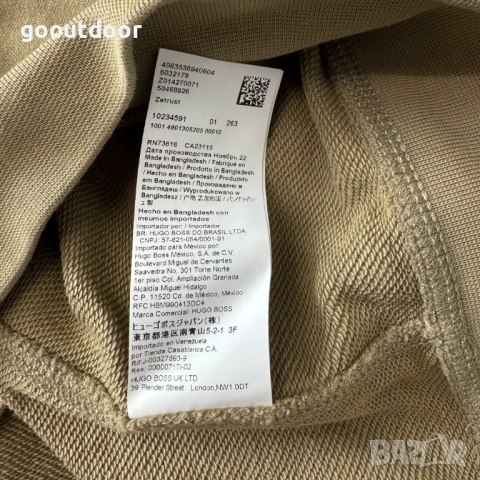 gooutdoor
4063536940604
6032178
Z014270071
50468926
Zetrust
10234591 01 263
1001 4901305205 00010
RN73616 CA23115
Дата производства Ноябрь 22
Made in Bangladesh / Fabriqué en
Bangladesh / Prodotto in Bangladesh
/ Hecho en Bangladesh / Produzido
em Bangladesh / Произведено в
Бангладеш / Wyprodukowano w
Bangladesz / 产地 孟加拉国 / バングラデシ
ュ製
Hecho en Bangladesh con
insumos importados
Importador por: / Importador
BR: HUGO BOSS DO BRASIL LTDA.
CNPJ: 57-621-054/0001-91
Importado para México por:
Hugo Boss México, S.A. de C.V.
Boulevard Miguel de Cervantes
Saavedra No. 301 Torre Norte
1er piso Col. Ampliación Granada
Alcaldía Miguel Hidalgo
C.P. 11520 Cd. de México, México
RFC HBM990413DC4
Marca Comercial: HUGO BOSS
ヒューゴボスジャパン(株)
東京都港区南青山5-2-1 3F
Importado en Venezuela
por Tienda Casablanca C.A.
Rif:J-00327893-9
Res: 0000071Ti-02
HUGO BOSS UK LTD
39 Plender Street London,NW1 0DT
BAZAR